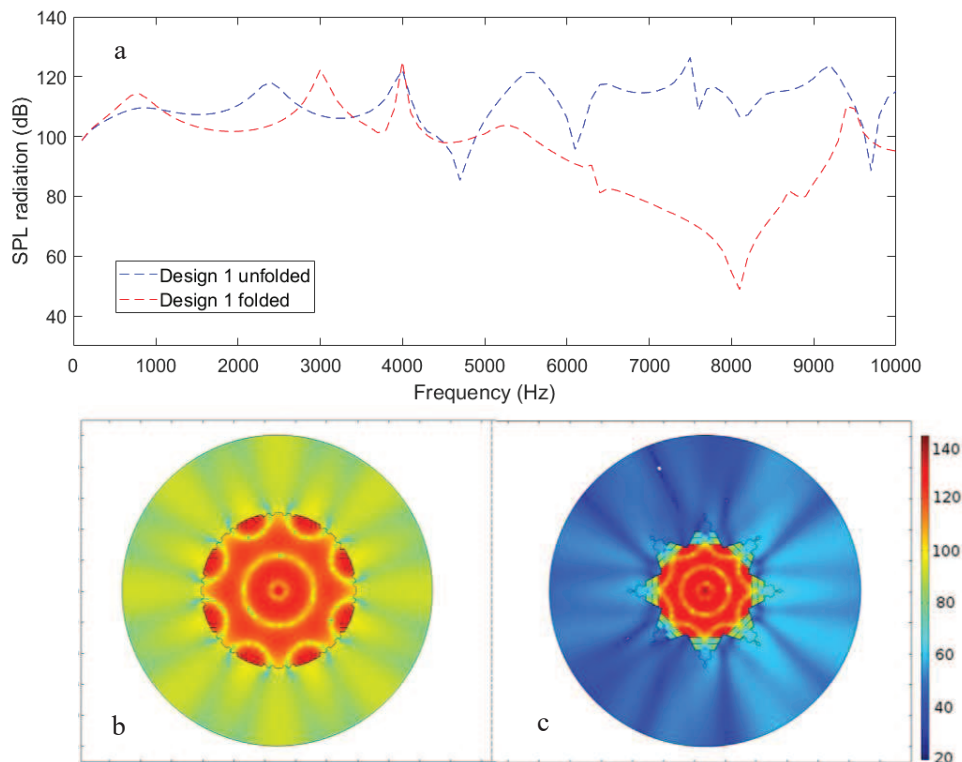 140
a
120
100
80
60
40
SPL radiation (dB)
Design 1 unfolded
Design 1 folded
0 1000 2000 3000 4000 5000 6000 7000 8000 9000 10000
Frequency (Hz)
b
c
140
120
100
80
60
40
20